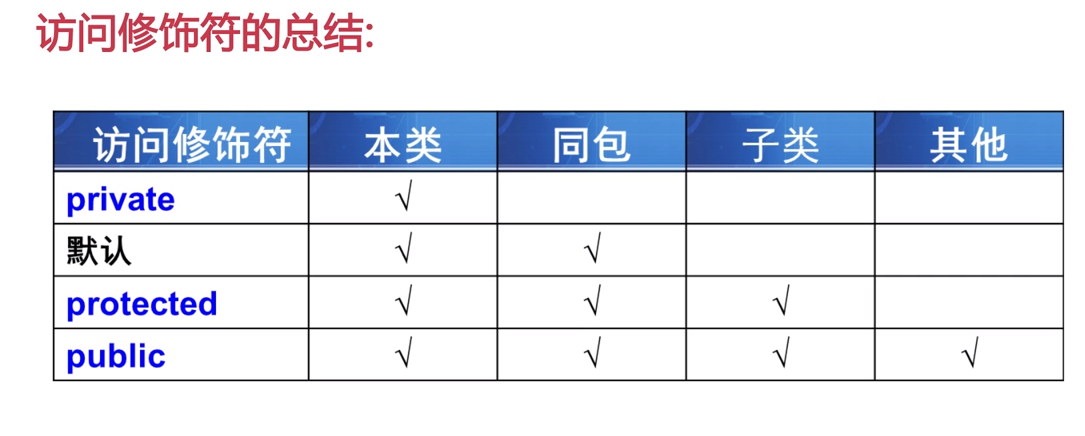 访问修饰符的总结:
访问修饰符 本类 同包 子类 其他
private √
默认 √ √
protected √ √ √
public √ √ √ √